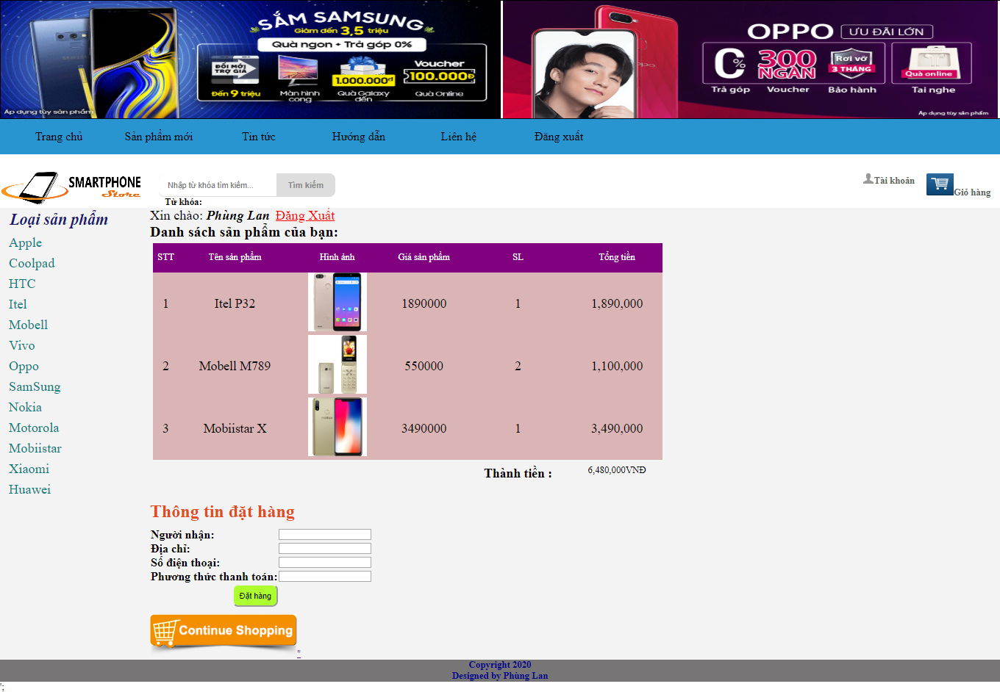 SẮM SAMSUNG
Giảm đến 3,5 triệu
Quà ngon + Trả góp 0%
ĐỔI MỚI
TRỢ GIÁ
Đến 9 triệu
Màn hình
cong
1.000.000đ
Quà Galaxy
đến
Voucher
100.000Đ
Quà Online
Áp dụng tùy sản phẩm
OPPO ƯU ĐÃI LỚN
0%
Trả góp
300
NGÀN
Voucher
Rơi vỡ
3 THÁNG
Bảo hành
Quà online
Tai nghe
Áp dụng tùy sản phẩm
Trang chủ Sản phẩm mới Tin tức Hướng dẫn Liên hệ Đăng xuất
SMARTPHONE
Store
Nhập từ khóa tìm kiếm... Tìm kiếm
Từ khóa:
Tài khoản Giỏ hàng
Loại sản phẩm
Apple
Coolpad
HTC
Itel
Mobell
Vivo
Oppo
SamSung
Nokia
Motorola
Mobiistar
Xiaomi
Huawei
Xin chào: Phùng Lan Đăng Xuất
Danh sách sản phẩm của bạn:
STT Tên sản phẩm Hình ảnh Giá sản phẩm SL Tổng tiền
1 Itel P32 1890000 1 1,890,000
2 Mobell M789 550000 2 1,100,000
3 Mobiistar X 3490000 1 3,490,000
Thành tiền : 6,480,000VNĐ
Thông tin đặt hàng
Người nhận:
Địa chỉ:
Số điện thoại:
Phương thức thanh toán:
Đặt hàng
Continue Shopping
"
Copyright 2020
Designed by Phùng Lan
';